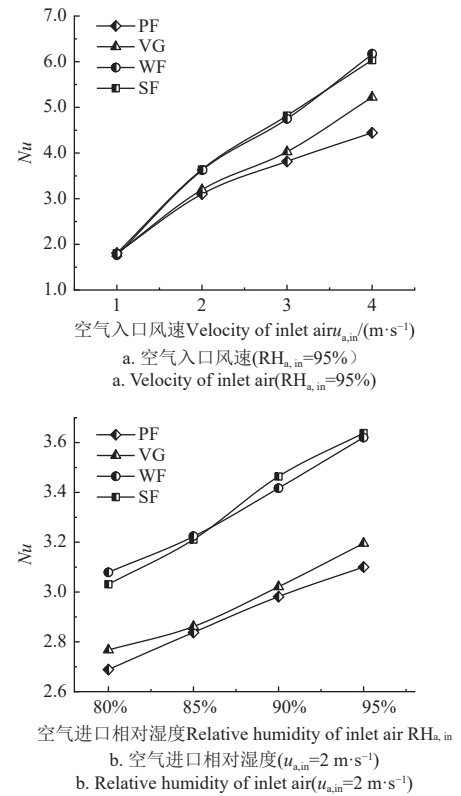 7.0
6.0
5.0
4.0
3.0
2.0
1.0
Nu
PF
VG
WF
SF
1 2 3 4
空气入口风速Velocity of inlet air u_{a,in}/(m·s⁻¹)
a. 空气入口风速(RH_{a, in}=95%）
a. Velocity of inlet air(RH_{a, in}=95%)
3.6
3.4
3.2
3.0
2.8
2.6
Nu
PF
VG
WF
SF
80% 85% 90% 95%
空气进口相对湿度Relative humidity of inlet air RH_{a, in}
b. 空气进口相对湿度(u_{a,in}=2 m·s⁻¹)
b. Relative humidity of inlet air(u_{a,in}=2 m·s⁻¹)